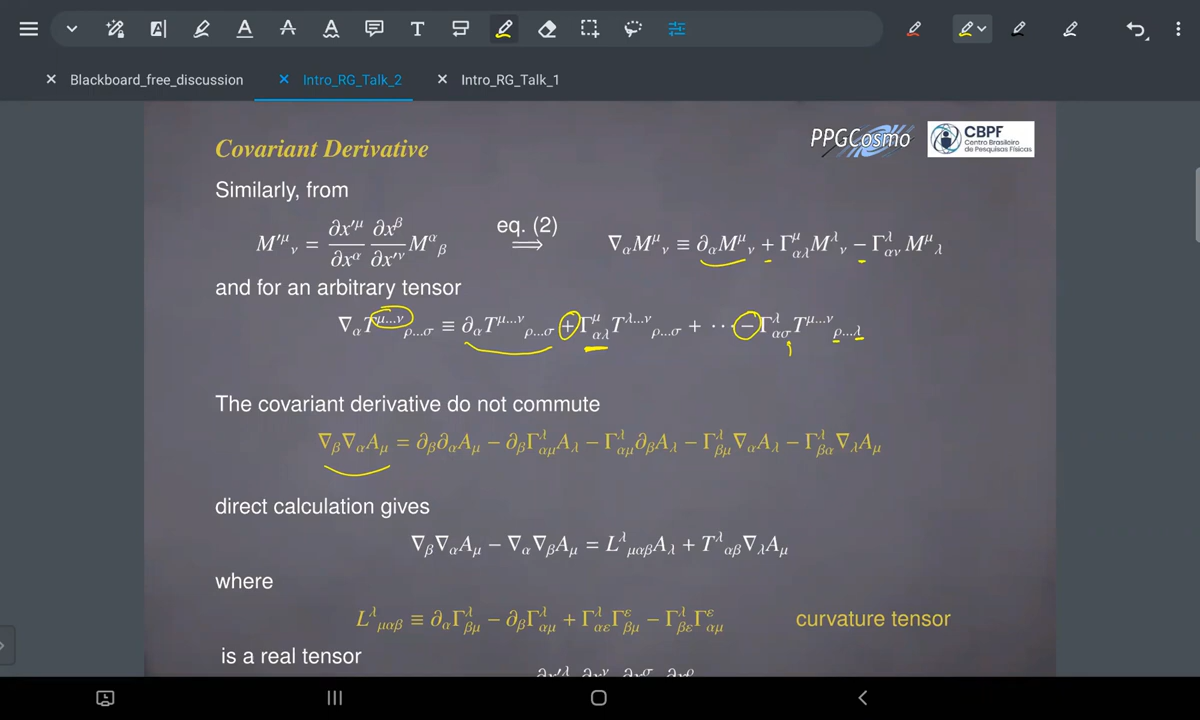 Blackboard_free_discussion Intro_RG_Talk_2 Intro_RG_Talk_1
Covariant Derivative
PPGCosmo
CBPF
Centro Brasileiro
de Pesquisas Físicas
Similarly, from
M′^μ_ν = ∂x′^μ/∂x^α ∂x^β/∂x′^ν M^α_β eq. (2) ⟹ ∇_α M^μ_ν ≡ ∂_α M^μ_ν + Γ^μ_{αλ} M^λ_ν − Γ^λ_{αν} M^μ_λ
and for an arbitrary tensor
∇_α T^{μ...ν}_{ρ...σ} ≡ ∂_α T^{μ...ν}_{ρ...σ} + Γ^μ_{αλ} T^{λ...ν}_{ρ...σ} + ··· − Γ^λ_{ασ} T^{μ...ν}_{ρ...λ}
The covariant derivative do not commute
∇_β ∇_α A_μ = ∂_β ∂_α A_μ − ∂_β Γ^λ_{αμ} A_λ − Γ^λ_{αμ} ∂_β A_λ − Γ^λ_{βμ} ∇_α A_λ − Γ^λ_{βα} ∇_λ A_μ
direct calculation gives
∇_β ∇_α A_μ − ∇_α ∇_β A_μ = L^λ_{μαβ} A_λ + T^λ_{αβ} ∇_λ A_μ
where
L^λ_{μαβ} ≡ ∂_α Γ^λ_{βμ} − ∂_β Γ^λ_{αμ} + Γ^λ_{αε} Γ^ε_{βμ} − Γ^λ_{βε} Γ^ε_{αμ} curvature tensor
is a real tensor